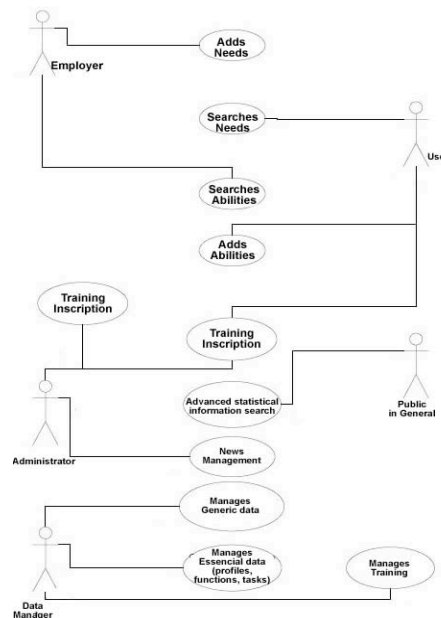 Adds
Needs
Employer
Searches
Needs
Use
Searches
Abilities
Adds
Abilities
Training
Inscription
Training
Inscription
Advanced statistical
information search
Public
in General
Administrator
News
Management
Manages
Generic data
Manages
Essencial data
(profiles,
functions, tasks)
Manages
Training
Data
Manager